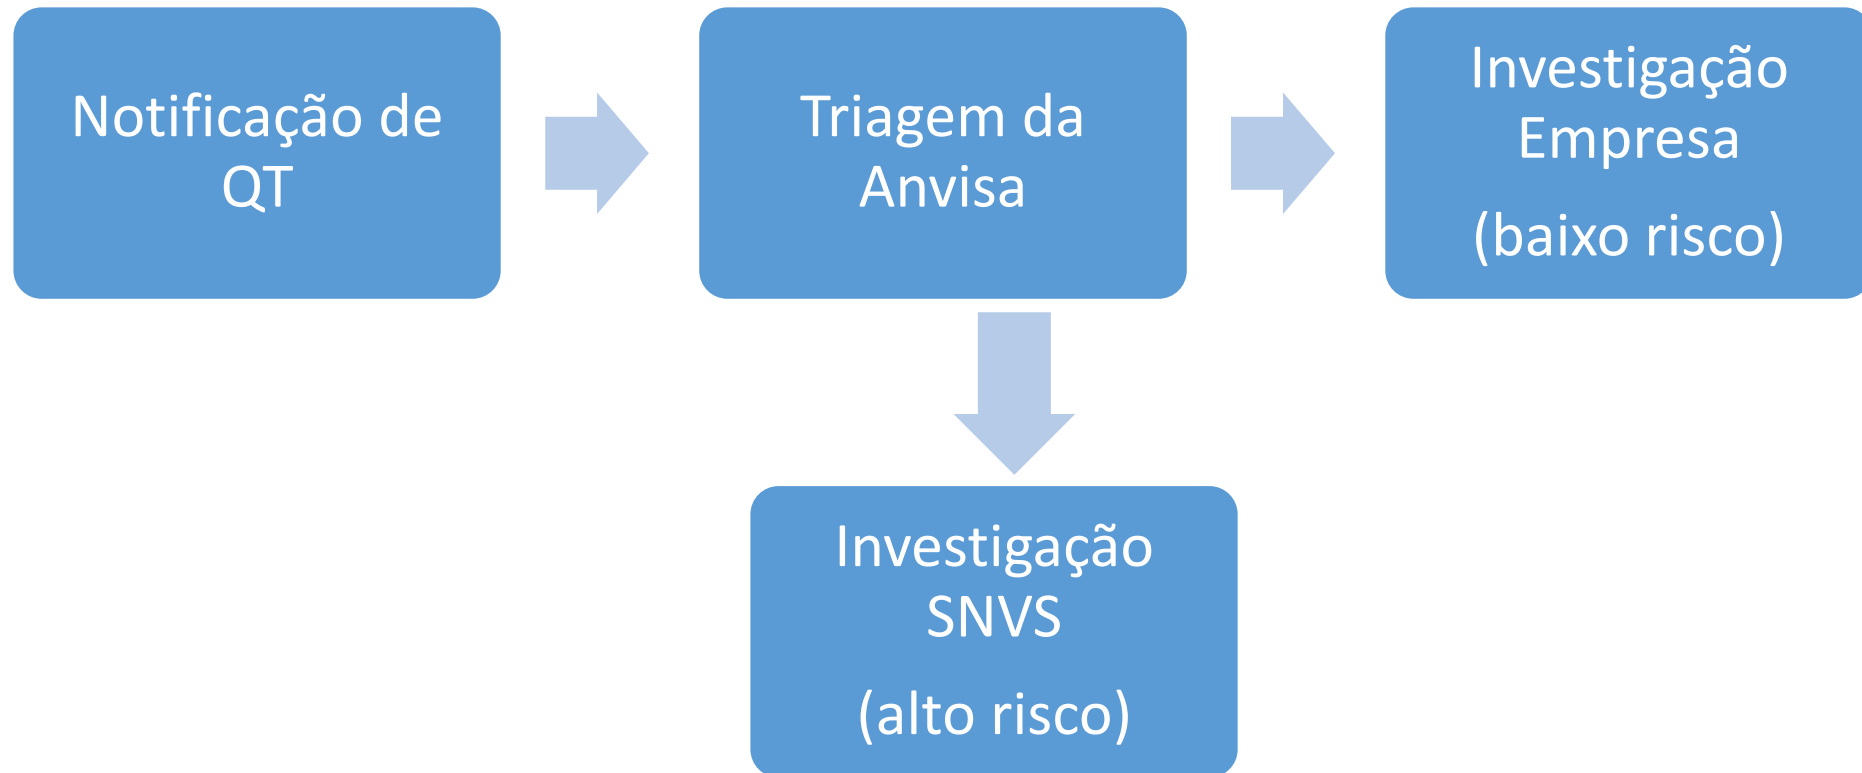 Notificação de
QT
Triagem da
Anvisa
Investigação
Empresa
(baixo risco)
Investigação
SNVS
(alto risco)